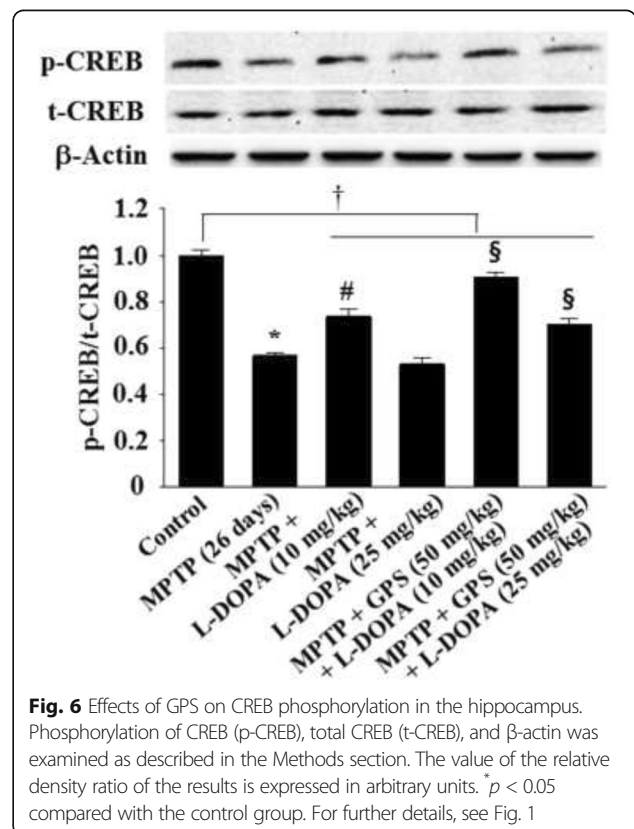 p-CREB
t-CREB
β-Actin
†
1.2
1.0
0.8
0.6
0.4
0.2
0
p-CREB/t-CREB
*
#
§
§
Control
MPTP (26 days)
MPTP +
L-DOPA (10 mg/kg)
MPTP +
L-DOPA (25 mg/kg)
MPTP + GPS (50 mg/kg)
+ L-DOPA (10 mg/kg)
MPTP + GPS (50 mg/kg)
+ L-DOPA (25 mg/kg)
Fig. 6 Effects of GPS on CREB phosphorylation in the hippocampus.
Phosphorylation of CREB (p-CREB), total CREB (t-CREB), and β-actin was
examined as described in the Methods section. The value of the relative
density ratio of the results is expressed in arbitrary units. *p < 0.05
compared with the control group. For further details, see Fig. 1